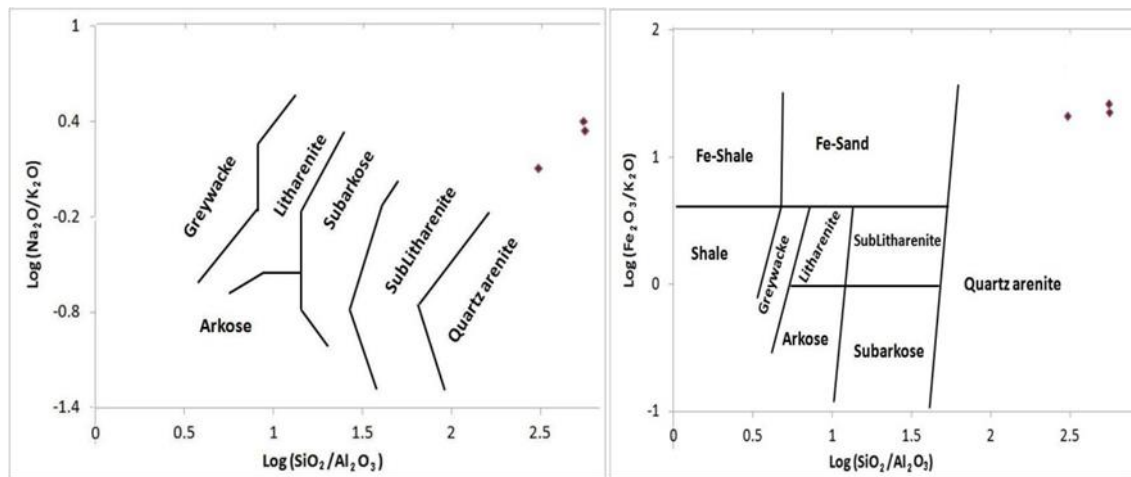 1
0.4
-0.2
-0.8
-1.4
Log (Na₂O/K₂O)
Greywacke
Litharenite
Subarkose
SubLitharenite
Quartz arenite
Arkose
0
0.5
1
1.5
2
2.5
Log (SiO₂/Al₂O₃)
2
1
0
-1
Log (Fe₂O₃/K₂O)
Fe-Shale
Fe-Sand
Shale
Greywacke
Litharenite
SubLitharenite
Quartz arenite
Arkose
Subarkose
0
0.5
1
1.5
2
2.5
Log (SiO₂/Al₂O₃)